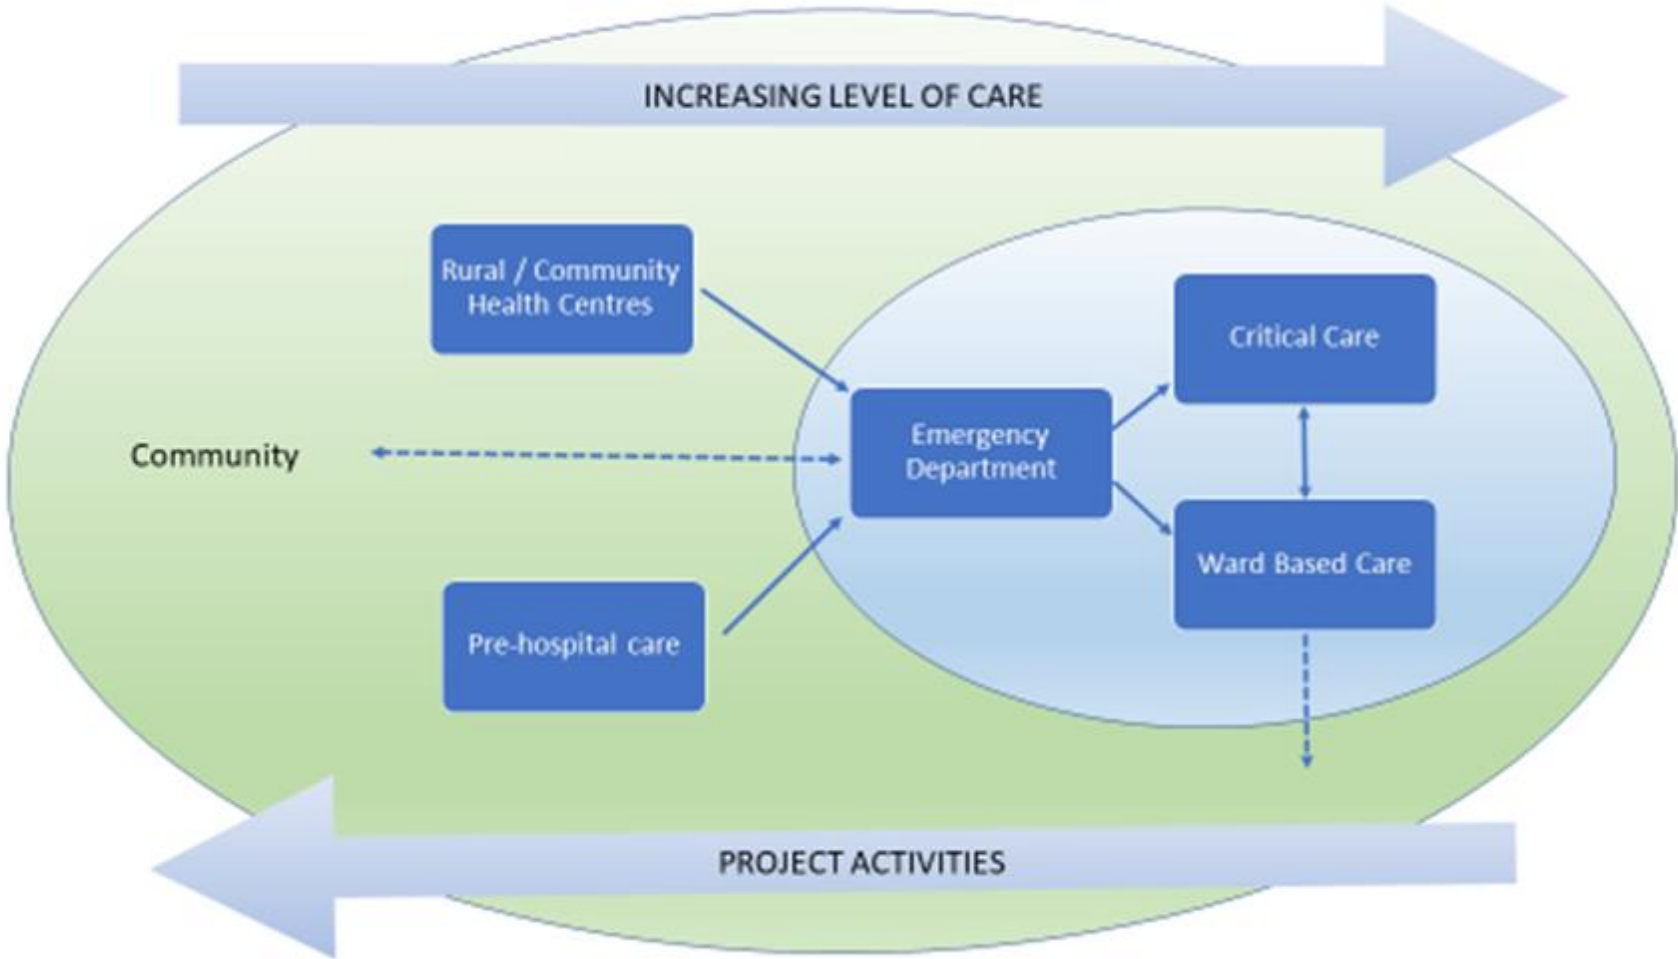 INCREASING LEVEL OF CARE
Rural / Community
Health Centres
Critical Care
Emergency
Department
Community
Ward Based Care
Pre-hospital care
PROJECT ACTIVITIES